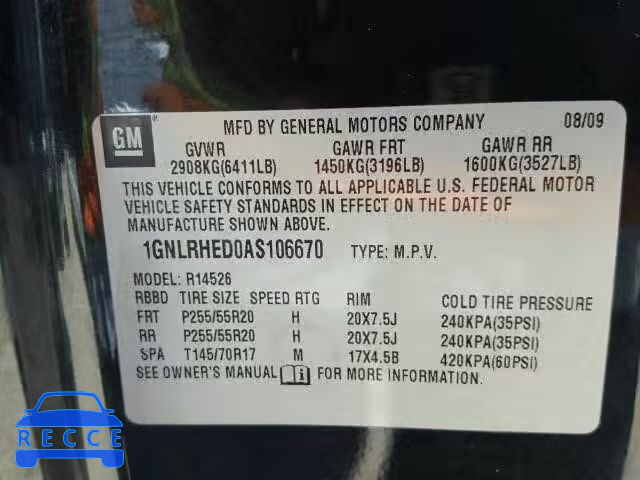 GM
MFD BY GENERAL MOTORS COMPANY 08/09
GVWR GAWR FRT GAWR RR
2908KG(6411LB) 1450KG(3196LB) 1600KG(3527LB)
THIS VEHICLE CONFORMS TO ALL APPLICABLE U.S. FEDERAL MOTOR
VEHICLE SAFETY STANDARDS IN EFFECT ON THE DATE OF
MANUFACTURE SHOWN ABOVE.
1GNLRHED0AS106670 TYPE: M.P.V.
MODEL: R14526
RBBD TIRE SIZE SPEED RTG RIM COLD TIRE PRESSURE
FRT P255/55R20 H 20X7.5J 240KPA(35PSI)
RR P255/55R20 H 20X7.5J 240KPA(35PSI)
SPA T145/70R17 M 17X4.5B 420KPA(60PSI)
SEE OWNER'S MANUAL FOR MORE INFORMATION.
RECCE